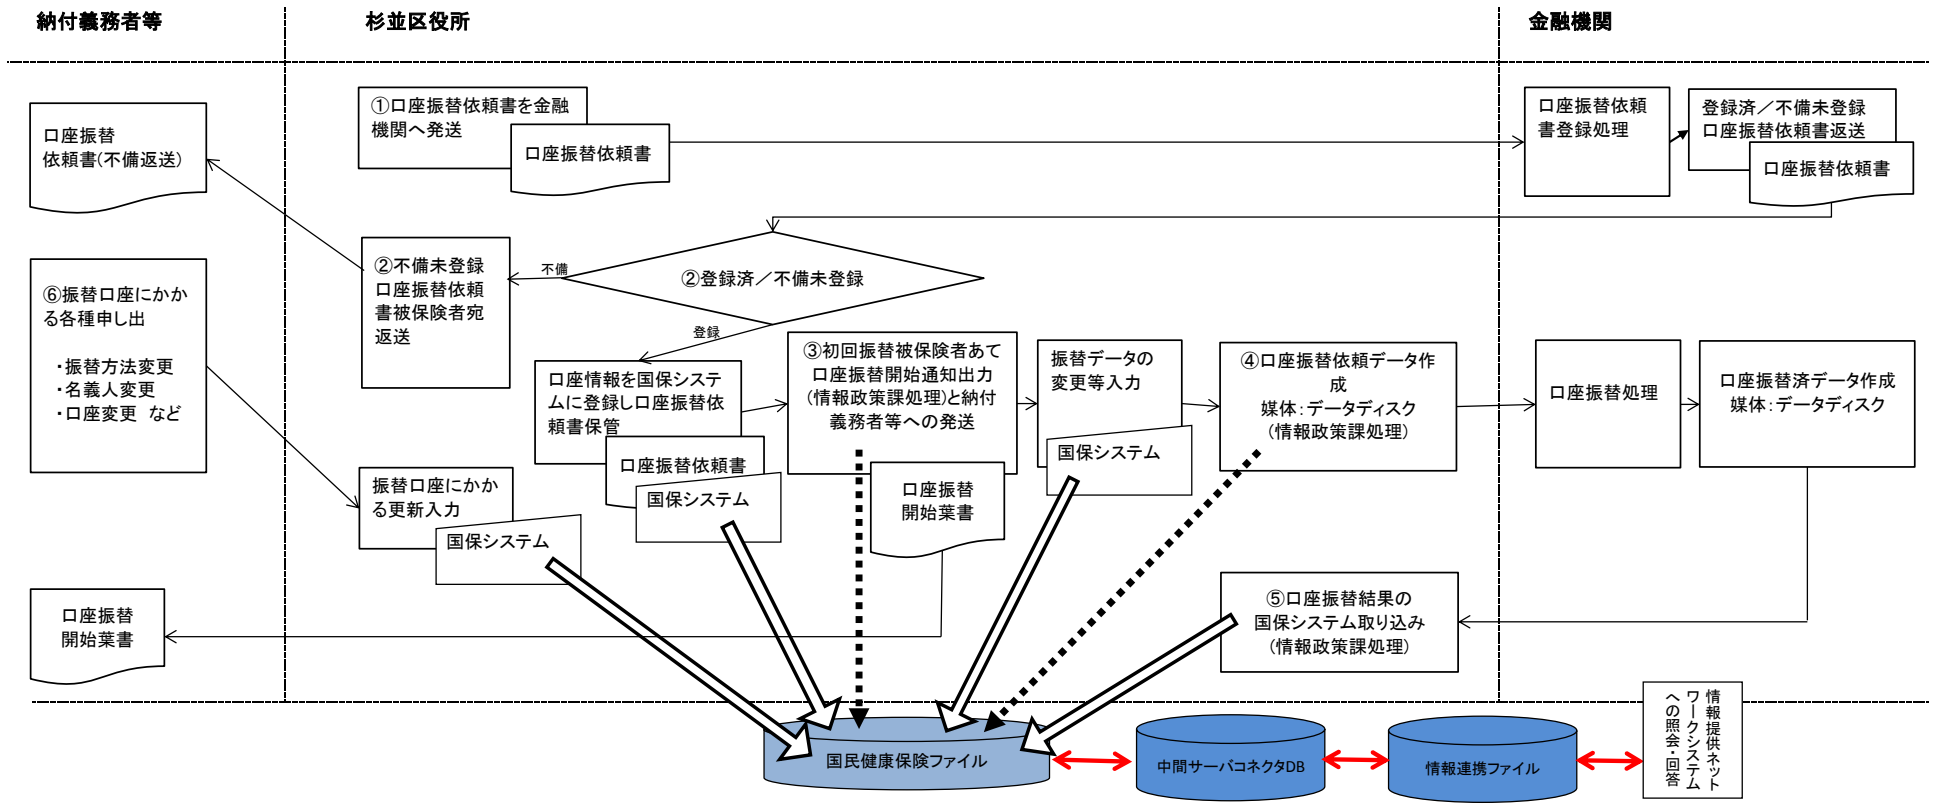 納付義務者等
杉並区役所
金融機関
口座振替
依頼書(不備返送)
①口座振替依頼書を金融
機関へ発送
口座振替依頼書
口座振替依頼
書登録処理
登録済／不備未登録
口座振替依頼書返送
口座振替依頼書
②登録済／不備未登録
不備
登録
②不備未登録
口座振替依頼
書被保険者宛
返送
⑥振替口座にかか
る各種申し出
・振替方法変更
・名義人変更
・口座変更　など
口座情報を国保システ
ムに登録し口座振替依
頼書保管
口座振替依頼書
国保システム
③初回振替被保険者あて
口座振替開始通知出力
(情報政策課処理)と納付
義務者等への発送
口座振替
開始葉書
振替データの
変更等入力
国保システム
④口座振替依頼データ作
成
媒体：データディスク
(情報政策課処理)
口座振替処理
口座振替済データ作成
媒体：データディスク
振替口座にかか
る更新入力
国保システム
口座振替
開始葉書
⑤口座振替結果の
国保システム取り込み
(情報政策課処理)
国民健康保険ファイル
中間サーバコネクタDB
情報連携ファイル
情報提供ネット
ワークシステム
への照会・回答